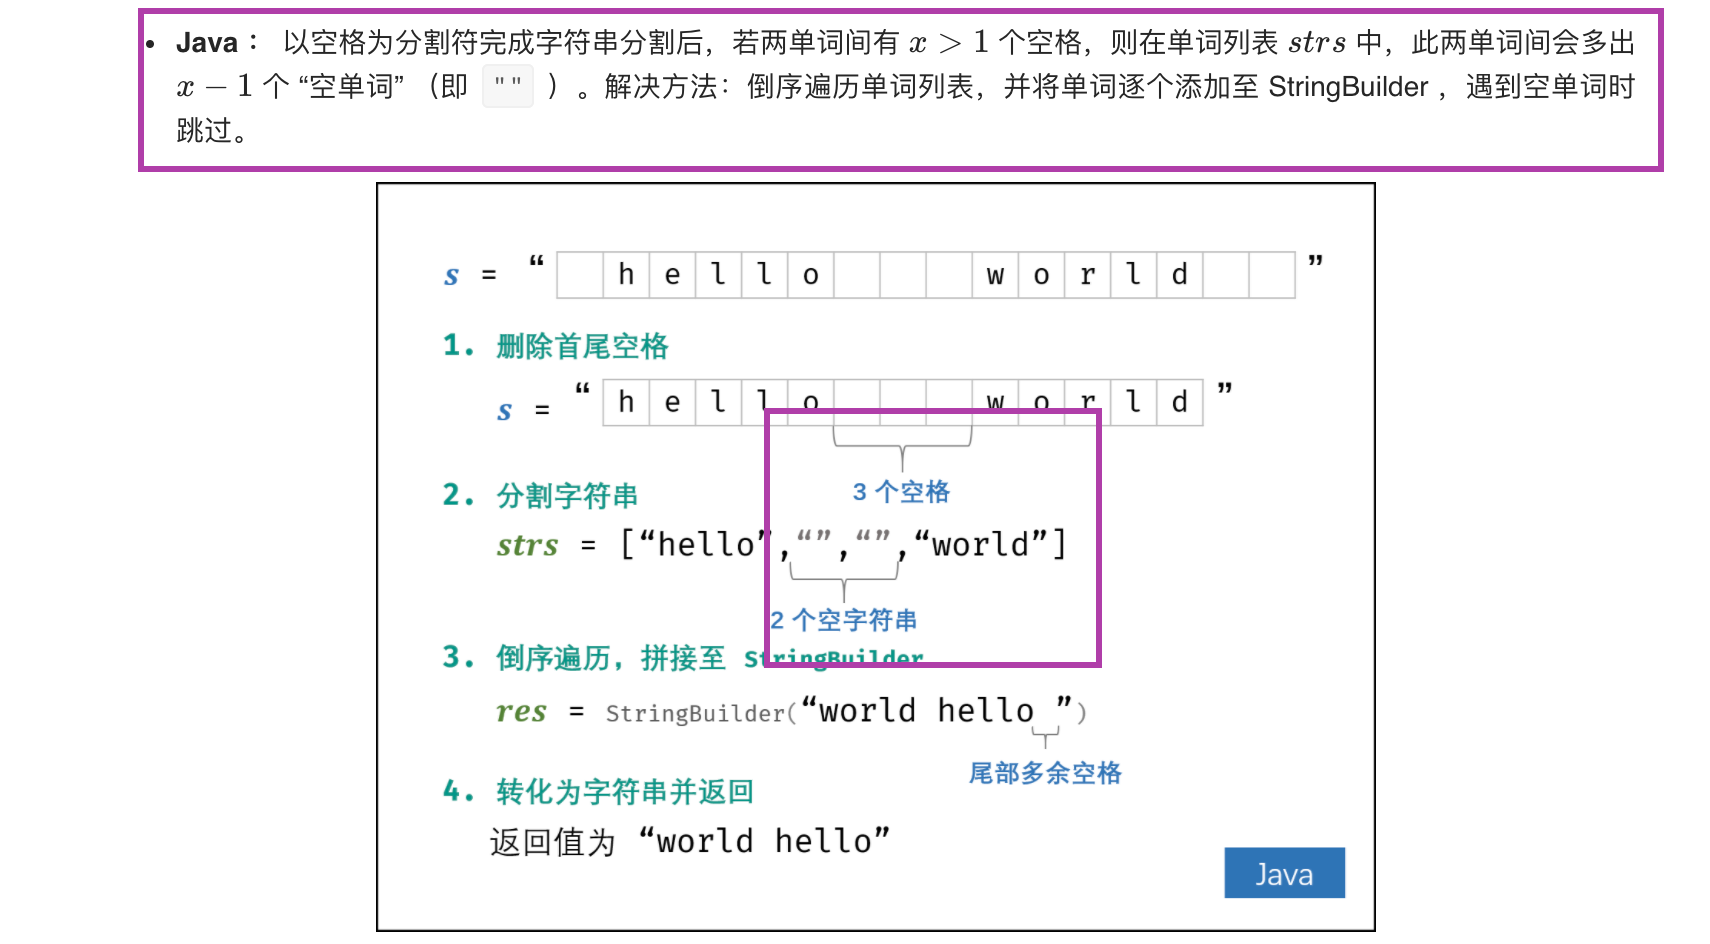 • Java： 以空格为分割符完成字符串分割后，若两单词间有 x > 1 个空格，则在单词列表 strs 中，此两单词间会多出
x − 1 个 “空单词” （即 "" ）。解决方法：倒序遍历单词列表，并将单词逐个添加至 StringBuilder ，遇到空单词时
跳过。
s = “ h e l l o w o r l d ”
1. 删除首尾空格
s = “ h e l l o w o r l d ”
3 个空格
2. 分割字符串
strs = [“hello”,“”,“”,“world”]
2 个空字符串
3. 倒序遍历，拼接至 StringBuilder
res = StringBuilder(“world hello ”)
尾部多余空格
4. 转化为字符串并返回
返回值为 “world hello”
Java